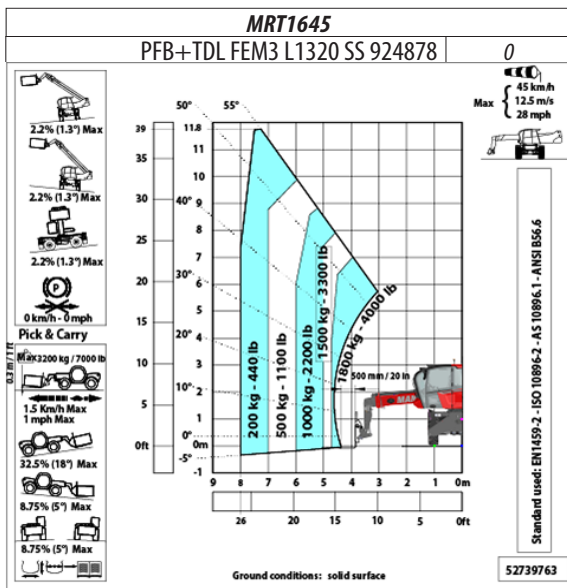 MRT1645
PFB+TDL FEM3 L1320 SS 924878
0
2.2% (1.3°) Max
2.2% (1.3°) Max
2.2% (1.3°) Max
P
0 km/h - 0 mph
Pick & Carry
0.3 m / 1 ft
Max 3200 kg / 7000 lb
1.5 Km/h Max
1 mph Max
32.5% (18°) Max
8.75% (5°) Max
8.75% (5°) Max
45 km/h
Max
12.5 m/s
28 mph
50°
55°
39
11.8
11
35
10
9
30
40°
8
25
7
30°
6
20
5
20°
4
15
3
10
10°
2
5
1
0°
0ft
0m
-5°
-1
200 kg - 440 lb
500 kg - 1100 lb
1000 kg - 2200 lb
1500 kg - 3300 lb
1800 kg - 4000 lb
500 mm / 20 in
MAN
9 8 7 6 5 4 3 2 1 0m
26 20 15 10 5 0ft
Ground conditions: solid surface
Standard used: EN1459-2 - ISO 10896-2 - AS 10896.1 - ANSI B56.6
52739763